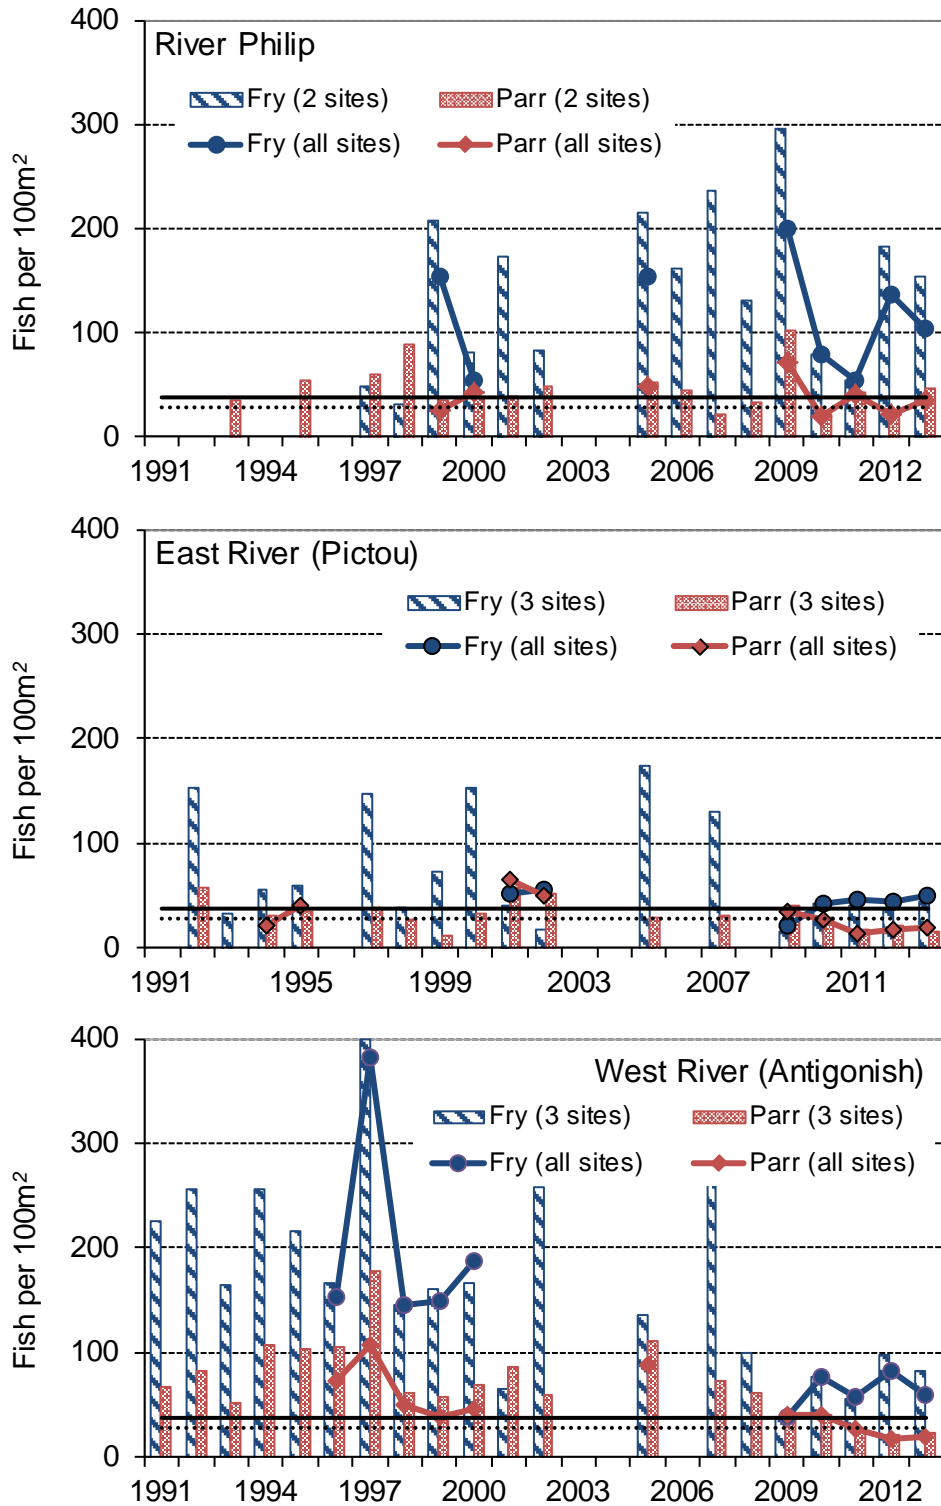 400
River Philip
Fry (2 sites) Parr (2 sites)
300
Fry (all sites) Parr (all sites)
200
100
0
Fish per 100m²
1991 1994 1997 2000 2003 2006 2009 2012
400
East River (Pictou)
Fry (3 sites) Parr (3 sites)
300
Fry (all sites) Parr (all sites)
200
100
0
Fish per 100m²
1991 1995 1999 2003 2007 2011
400
West River (Antigonish)
Fry (3 sites) Parr (3 sites)
300
Fry (all sites) Parr (all sites)
200
100
0
Fish per 100m²
1991 1994 1997 2000 2003 2006 2009 2012